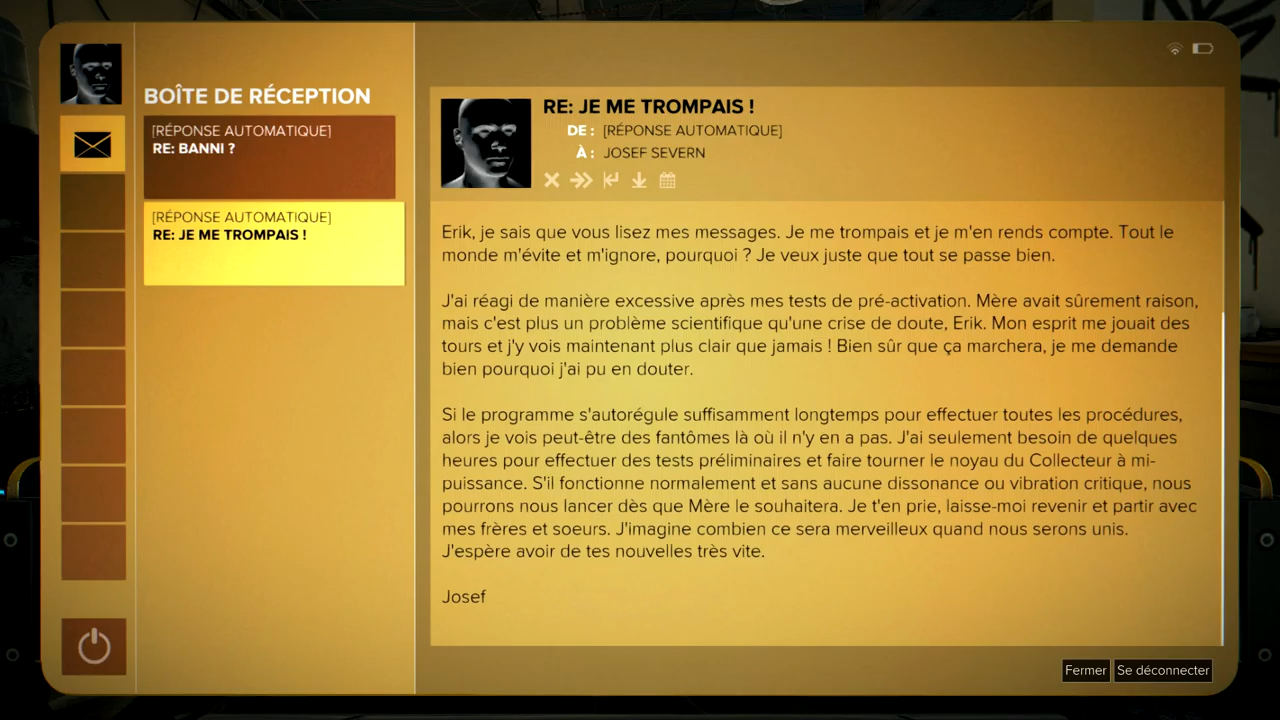 BOÎTE DE RÉCEPTION
[RÉPONSE AUTOMATIQUE]
RE: BANNI ?
[RÉPONSE AUTOMATIQUE]
RE: JE ME TROMPAIS !
RE: JE ME TROMPAIS !
DE : [RÉPONSE AUTOMATIQUE]
À : JOSEF SEVERN
Erik, je sais que vous lisez mes messages. Je me trompais et je m'en rends compte. Tout le
monde m'évite et m'ignore, pourquoi ? Je veux juste que tout se passe bien.
J'ai réagi de manière excessive après mes tests de pré-activation. Mère avait sûrement raison,
mais c'est plus un problème scientifique qu'une crise de doute, Erik. Mon esprit me jouait des
tours et j'y vois maintenant plus clair que jamais ! Bien sûr que ça marchera, je me demande
bien pourquoi j'ai pu en douter.
Si le programme s'autorégule suffisamment longtemps pour effectuer toutes les procédures,
alors je vois peut-être des fantômes là où il n'y en a pas. J'ai seulement besoin de quelques
heures pour effectuer des tests préliminaires et faire tourner le noyau du Collecteur à mi-
puissance. S'il fonctionne normalement et sans aucune dissonance ou vibration critique, nous
pourrons nous lancer dès que Mère le souhaitera. Je t'en prie, laisse-moi revenir et partir avec
mes frères et soeurs. J'imagine combien ce sera merveilleux quand nous serons unis.
J'espère avoir de tes nouvelles très vite.
Josef
Fermer
Se déconnecter